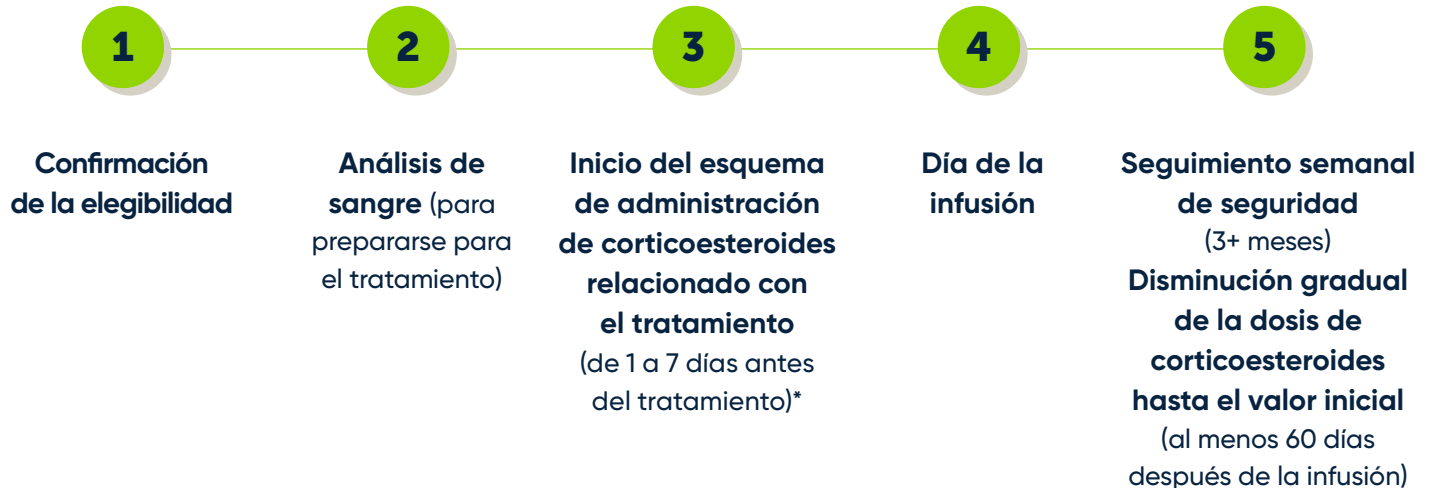 1
2
3
4
5
Confirmación
de la elegibilidad
Análisis de
sangre (para
prepararse para
el tratamiento)
Inicio del esquema
de administración
de corticoesteroides
relacionado con
el tratamiento
(de 1 a 7 días antes
del tratamiento)*
Día de la
infusión
Seguimiento semanal
de seguridad
(3+ meses)
Disminución gradual
de la dosis de
corticoesteroides
hasta el valor inicial
(al menos 60 días
después de la infusión)